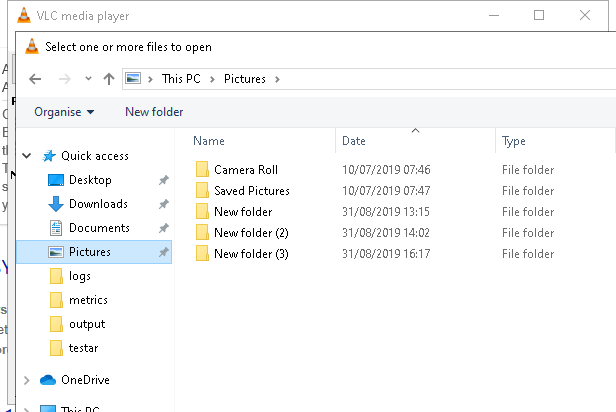 VLC media player
Select one or more files to open
This PC > Pictures >
Organise New folder
Name Date Type
Quick access
Desktop
Downloads
Documents
Pictures
logs
metrics
output
testar
OneDrive
This PC
Camera Roll 10/07/2019 07:46 File folder
Saved Pictures 10/07/2019 07:47 File folder
New folder 31/08/2019 13:15 File folder
New folder (2) 31/08/2019 14:02 File folder
New folder (3) 31/08/2019 16:17 File folder